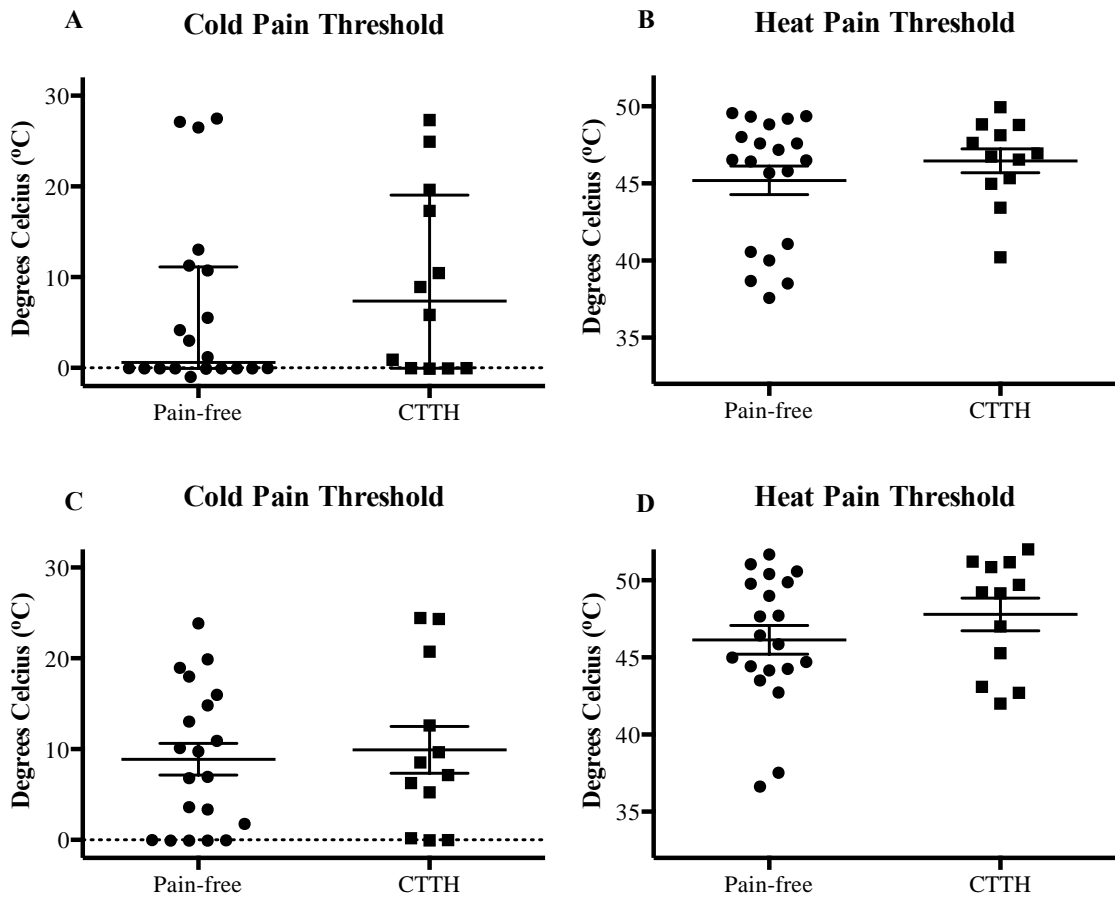 A
Cold Pain Threshold
Degrees Celcius (ºC)
30
20
10
0
Pain-free
CTTH
B
Heat Pain Threshold
Degrees Celcius (ºC)
50
45
40
35
Pain-free
CTTH
C
Cold Pain Threshold
Degrees Celcius (ºC)
30
20
10
0
Pain-free
CTTH
D
Heat Pain Threshold
Degrees Celcius (ºC)
50
45
40
35
Pain-free
CTTH